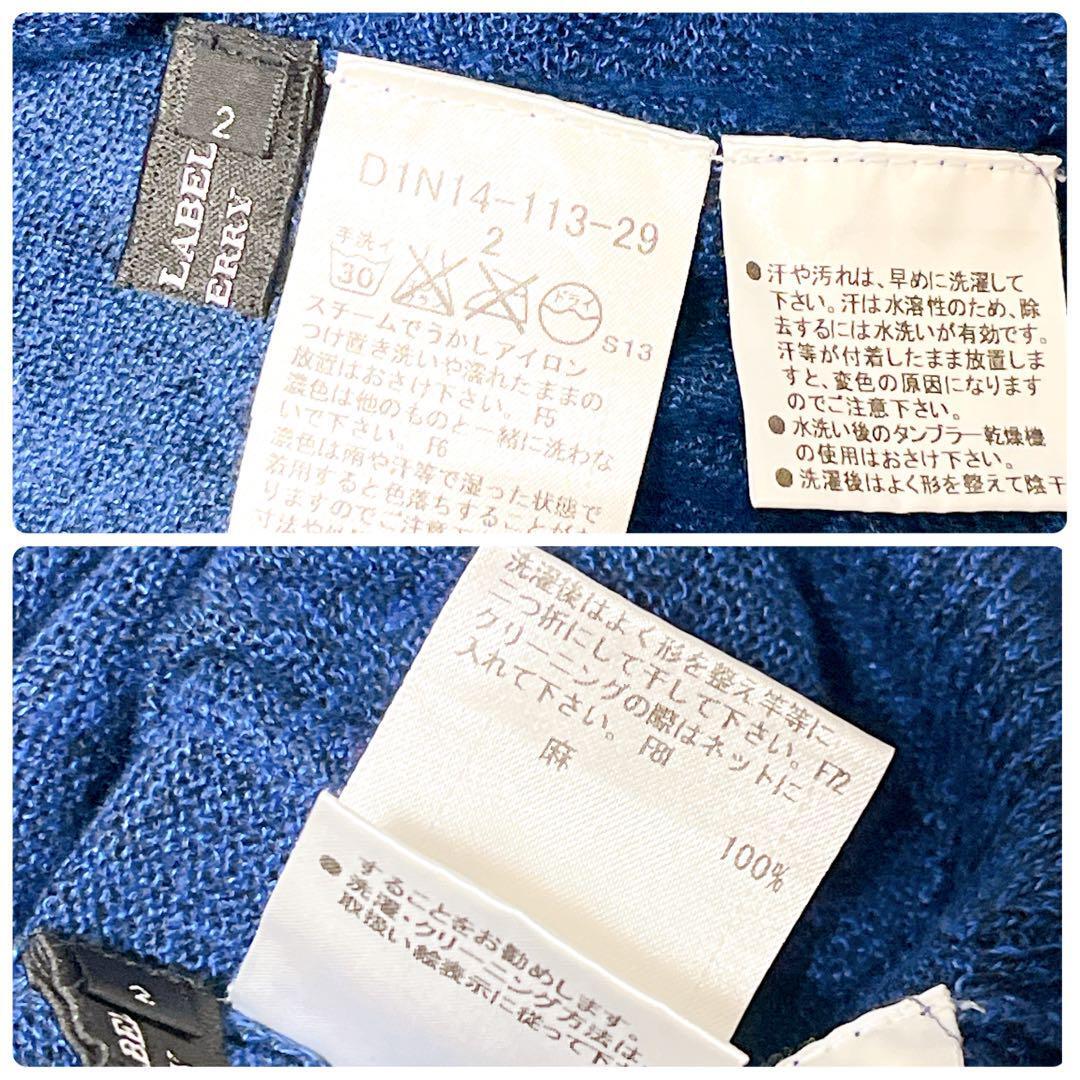 2
LABEL
ERRY
D1N14-113-29
2
手洗イ
30
ドライ
S13
スチームでうかしアイロン
つけ置き洗いや濡れたままの
放置はおさけ下さい。 F5
濃色は他のものと一緒に洗わな
いで下さい。 F6
濃色は雨や汗等で湿った状態で
着用すると色落ちすることが
りますのでご注意
寸法や
●汗や汚れは、早めに洗濯して
下さい。汗は水溶性のため、除
去するには水洗いが有効です。
汗等が付着したまま放置しま
すと、変色の原因になります
のでご注意下さい。
●水洗い後のタンブラー乾燥機
の使用はおさけ下さい。
●洗濯後はよく形を整えて陰干
洗濯後はよく形を整え竿等に
二つ折にして干して下さい。 F72
クリーニングの際はネットに
入れて下さい。 F81
麻
100%
することをお勧めします。
●洗濯・クリーニング方法は
取扱い絵表示に従って下
2
LABEL